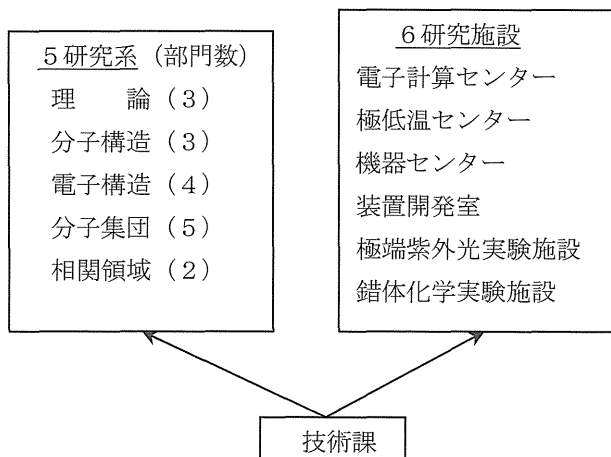 ５研究系（部門数）
理　　論（３）
分子構造（３）
電子構造（４）
分子集団（５）
相関領域（２）
６研究施設
電子計算センター
極低温センター
機器センター
装置開発室
極端紫外光実験施設
錯体化学実験施設
技術課